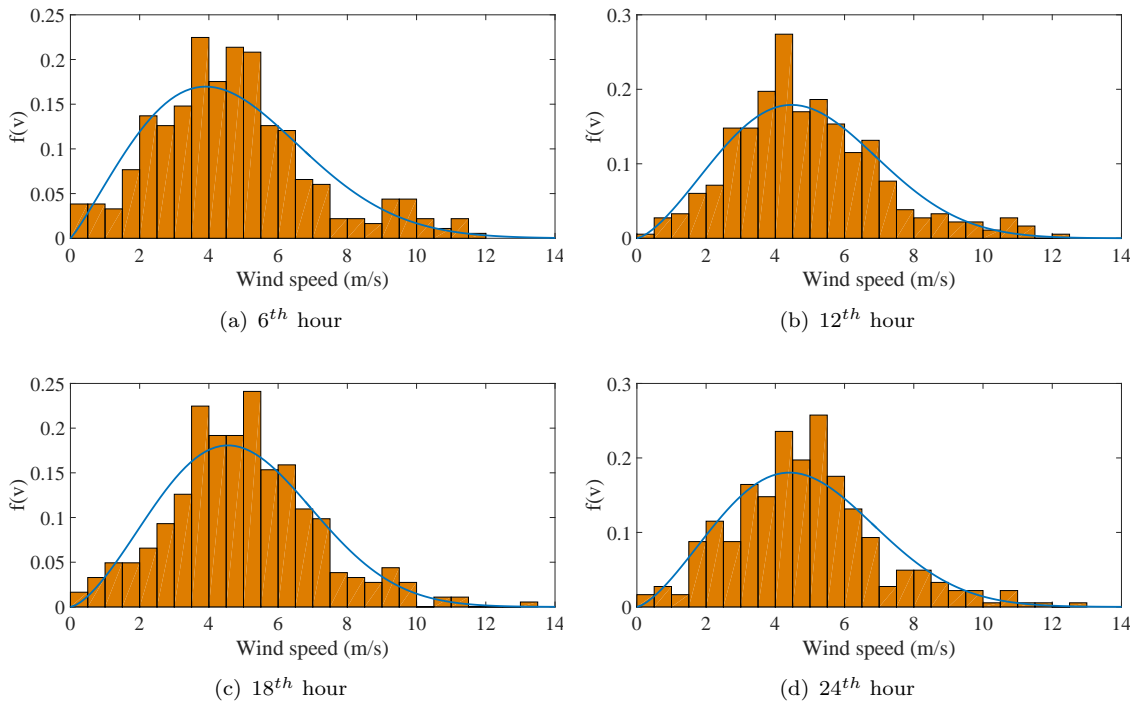 0.25
0.2
0.15
0.1
0.05
0
f(v)
0 2 4 6 8 10 12 14
Wind speed (m/s)
(a) 6th hour
0.3
0.2
0.1
0
f(v)
0 2 4 6 8 10 12 14
Wind speed (m/s)
(b) 12th hour
0.25
0.2
0.15
0.1
0.05
0
f(v)
0 2 4 6 8 10 12 14
Wind speed (m/s)
(c) 18th hour
0.3
0.2
0.1
0
f(v)
0 2 4 6 8 10 12 14
Wind speed (m/s)
(d) 24th hour